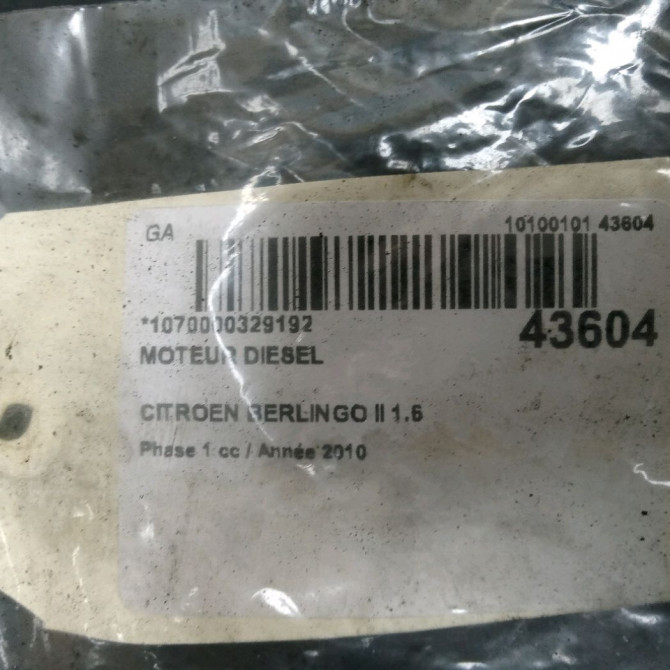 GA
10100101 43604
*1070000329192
43604
MOTEUR DIESEL
CITROEN BERLINGO II 1.6
Phase 1 cc / Année 2010